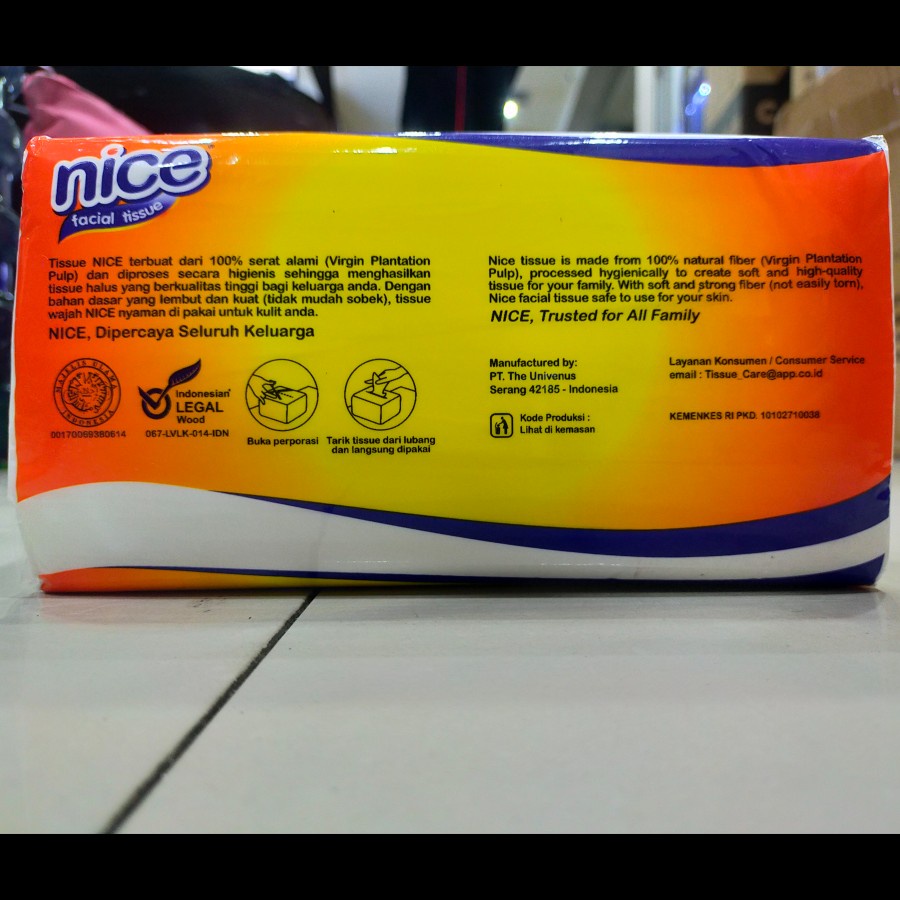 nice
facial tissue
Tissue NICE terbuat dari 100% serat alami (Virgin Plantation
Pulp) dan diproses secara higienis sehingga menghasilkan
tissue halus yang berkualitas tinggi bagi keluarga anda. Dengan
bahan dasar yang lembut dan kuat (tidak mudah sobek), tissue
wajah NICE nyaman di pakai untuk kulit anda.
NICE, Dipercaya Seluruh Keluarga
MAJELIS ULAMA
INDONESIA
00170069380614
Indonesian
LEGAL
Wood
067-LVLK-014-IDN
Buka perporasi
Tarik tissue dari lubang
dan langsung dipakai
Nice tissue is made from 100% natural fiber (Virgin Plantation
Pulp), processed hygienically to create soft and high-quality
tissue for your family. With soft and strong fiber (not easily torn),
Nice facial tissue safe to use for your skin.
NICE, Trusted for All Family
Manufactured by:
PT. The Univenus
Serang 42185 - Indonesia
Kode Produksi :
Lihat di kemasan
Layanan Konsumen / Consumer Service
email : Tissue_Care@app.co.id
KEMENKES RI PKD. 10102710038